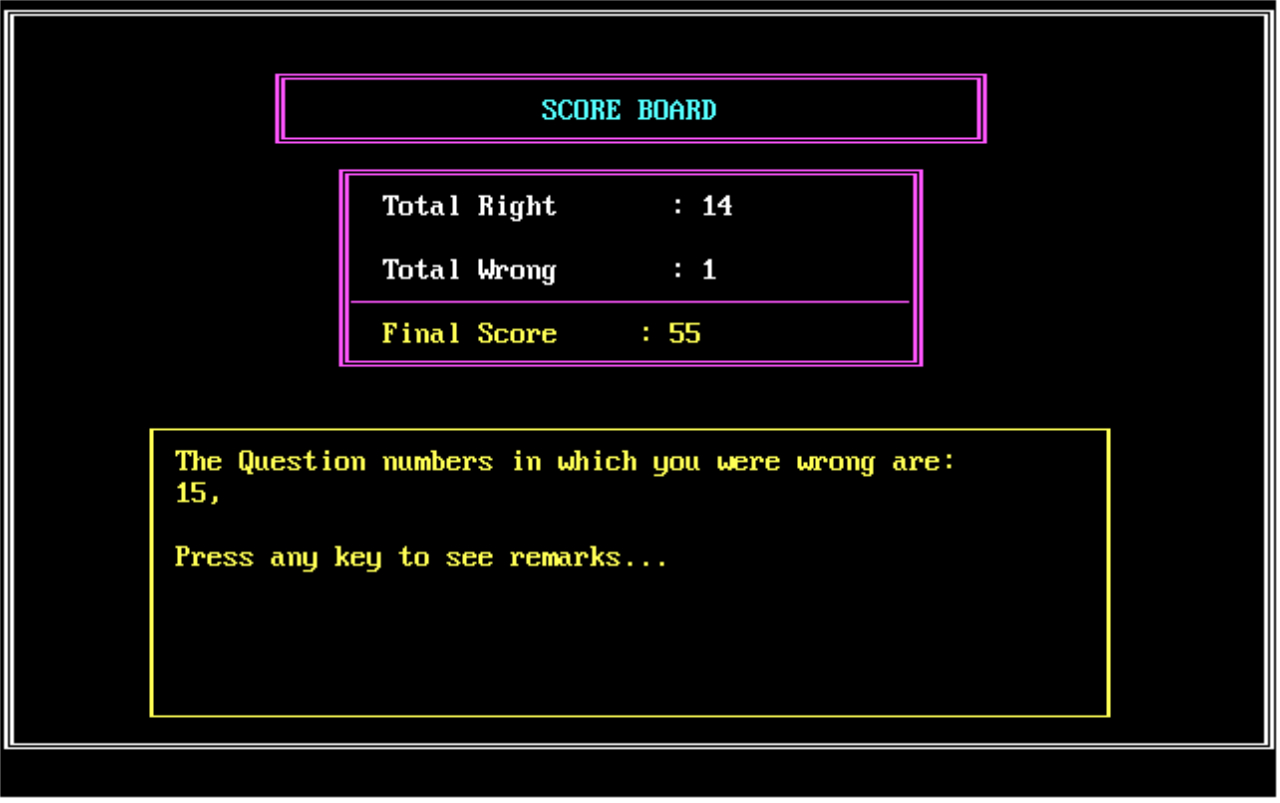 SCORE BOARD
Total Right : 14
Total Wrong : 1
Final Score : 55
The Question numbers in which you were wrong are:
15,
Press any key to see remarks...